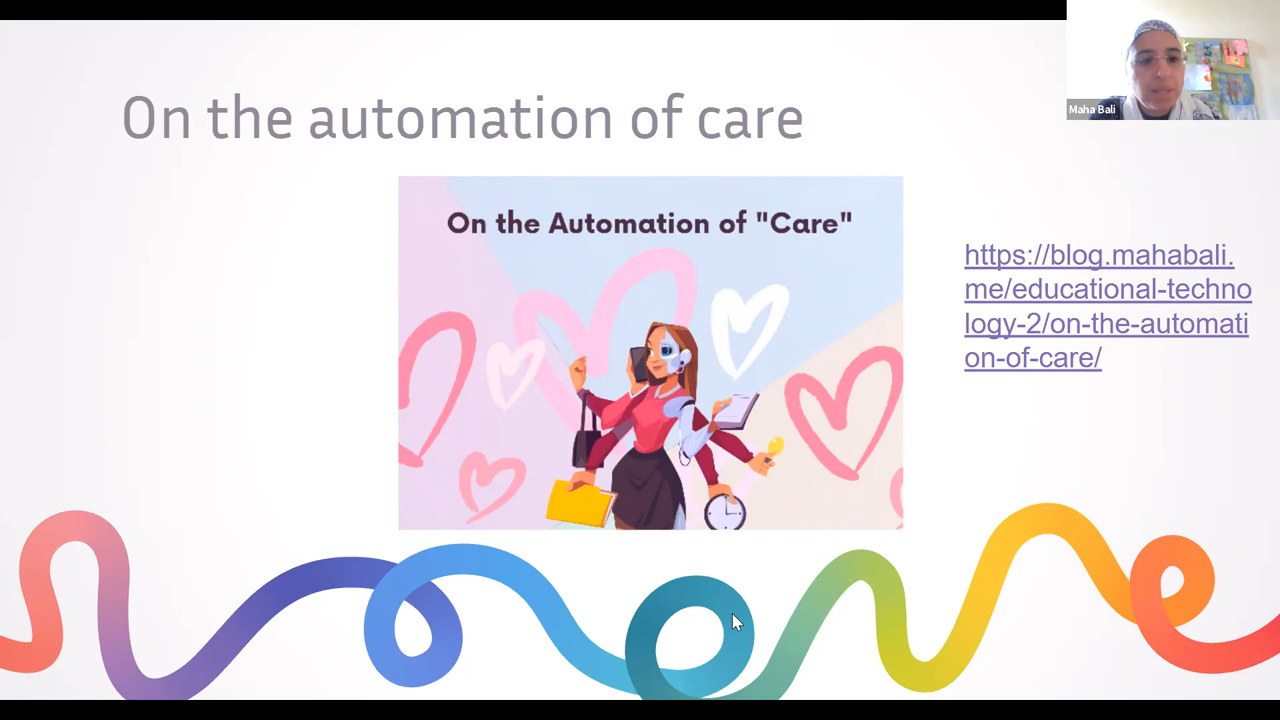 On the automation of care
Maha Bali
On the Automation of "Care"
https://blog.mahabali.
me/educational-techno
logy-2/on-the-automati
on-of-care/